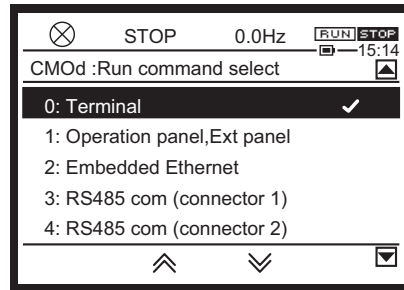 STOP 0.0Hz RUN STOP
15:14
CMOd :Run command select
0: Terminal
1: Operation panel,Ext panel
2: Embedded Ethernet
3: RS485 com (connector 1)
4: RS485 com (connector 2)